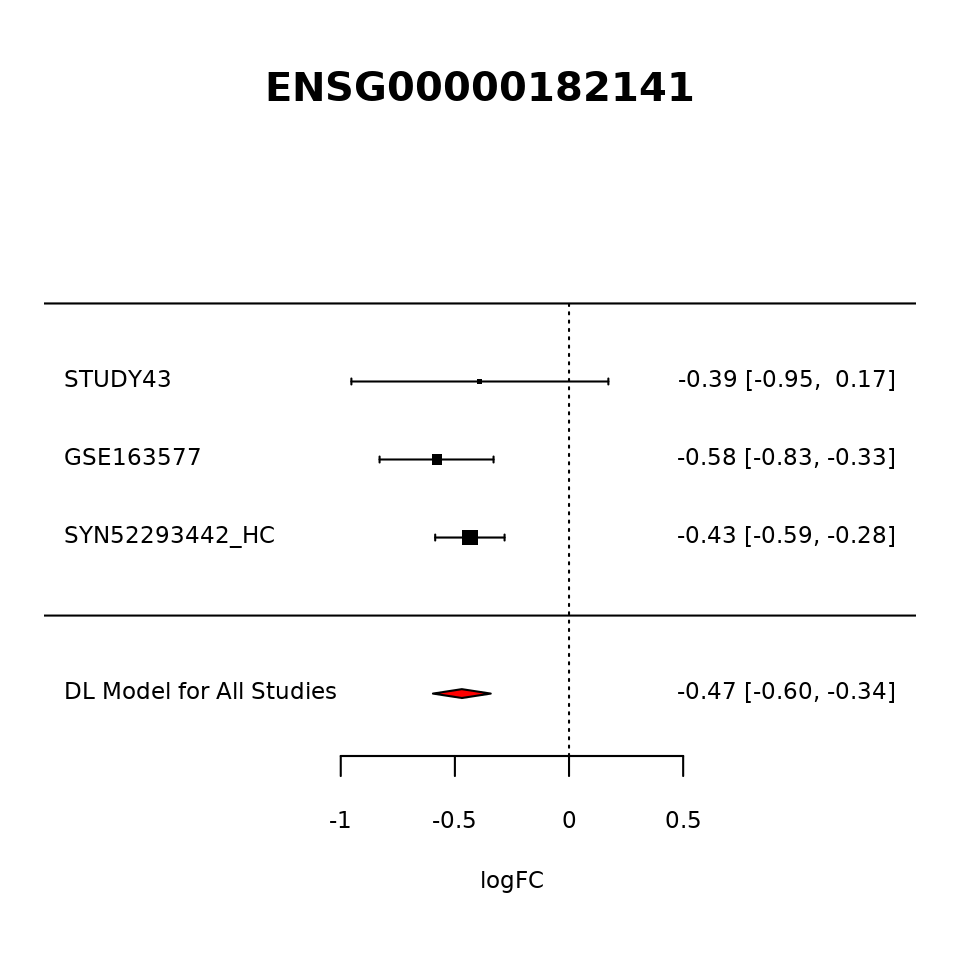 ENSG00000182141
STUDY43 -0.39 [-0.95, 0.17]
GSE163577 -0.58 [-0.83, -0.33]
SYN52293442_HC -0.43 [-0.59, -0.28]
DL Model for All Studies -0.47 [-0.60, -0.34]
-1 -0.5 0 0.5
logFC